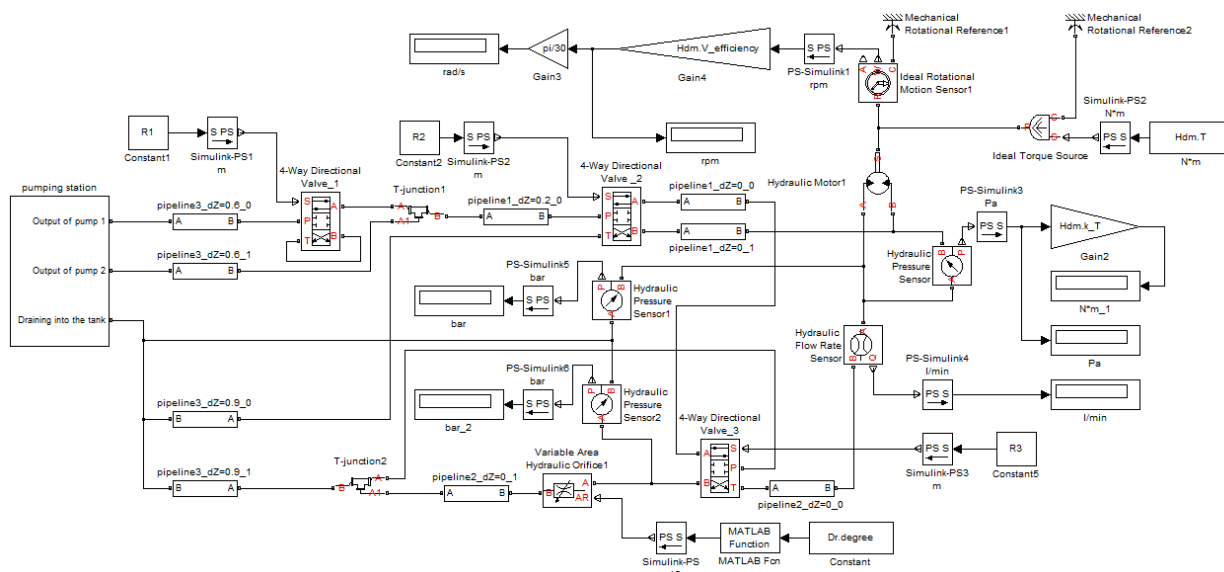 Mechanical
Rotational Reference1
Mechanical
Rotational Reference2
rad/s
pi/30
Gain3
Hdm.V_efficiency
Gain4
S PS
PS-Simulink1
rpm
A
W
C
R
Ideal Rotational
Motion Sensor1
rpm
R
C
S
Ideal Torque Source
Simulink-PS2
N*m
PS S
Hdm.T
N*m
R1
Constant1
S PS
Simulink-PS1
m
R2
Constant2
S PS
Simulink-PS2
m
4-Way Directional
Valve_1
S
P
T
A
B
T-junction1
A
A1
B
4-Way Directional
Valve _2
S
P
T
A
B
pumping station
Output of pump 1
Output of pump 2
Draining into the tank
pipeline3_dZ=0.6_0
A B
pipeline3_dZ=0.6_1
A B
pipeline1_dZ=0.2_0
A B
pipeline1_dZ=0_0
A B
pipeline1_dZ=0_1
A B
Hydraulic Motor1
S
A
B
PS-Simulink3
Pa
PS S
Hdm.k_T
Gain2
N*m_1
Pa
B
P
A
Hydraulic
Pressure
Sensor
PS-Simulink5
bar
S PS
bar
P
B
A
Hydraulic
Pressure
Sensor1
PS-Simulink6
bar
S PS
bar_2
P
B
A
Hydraulic
Pressure
Sensor2
Hydraulic
Flow Rate
Sensor
A
B
Q
PS-Simulink4
l/min
PS S
l/min
pipeline3_dZ=0.9_0
B A
pipeline3_dZ=0.9_1
B A
T-junction2
B
A
A1
pipeline2_dZ=0_1
A B
Variable Area
Hydraulic Orifice1
B
A
AR
4-Way Directional
Valve_3
A
B
S
P
T
pipeline2_dZ=0_0
A B
PS S
Simulink-PS3
m
R3
Constant5
PS S
Simulink-PS
MATLAB
Function
MATLAB Fcn
Dr.degree
Constant